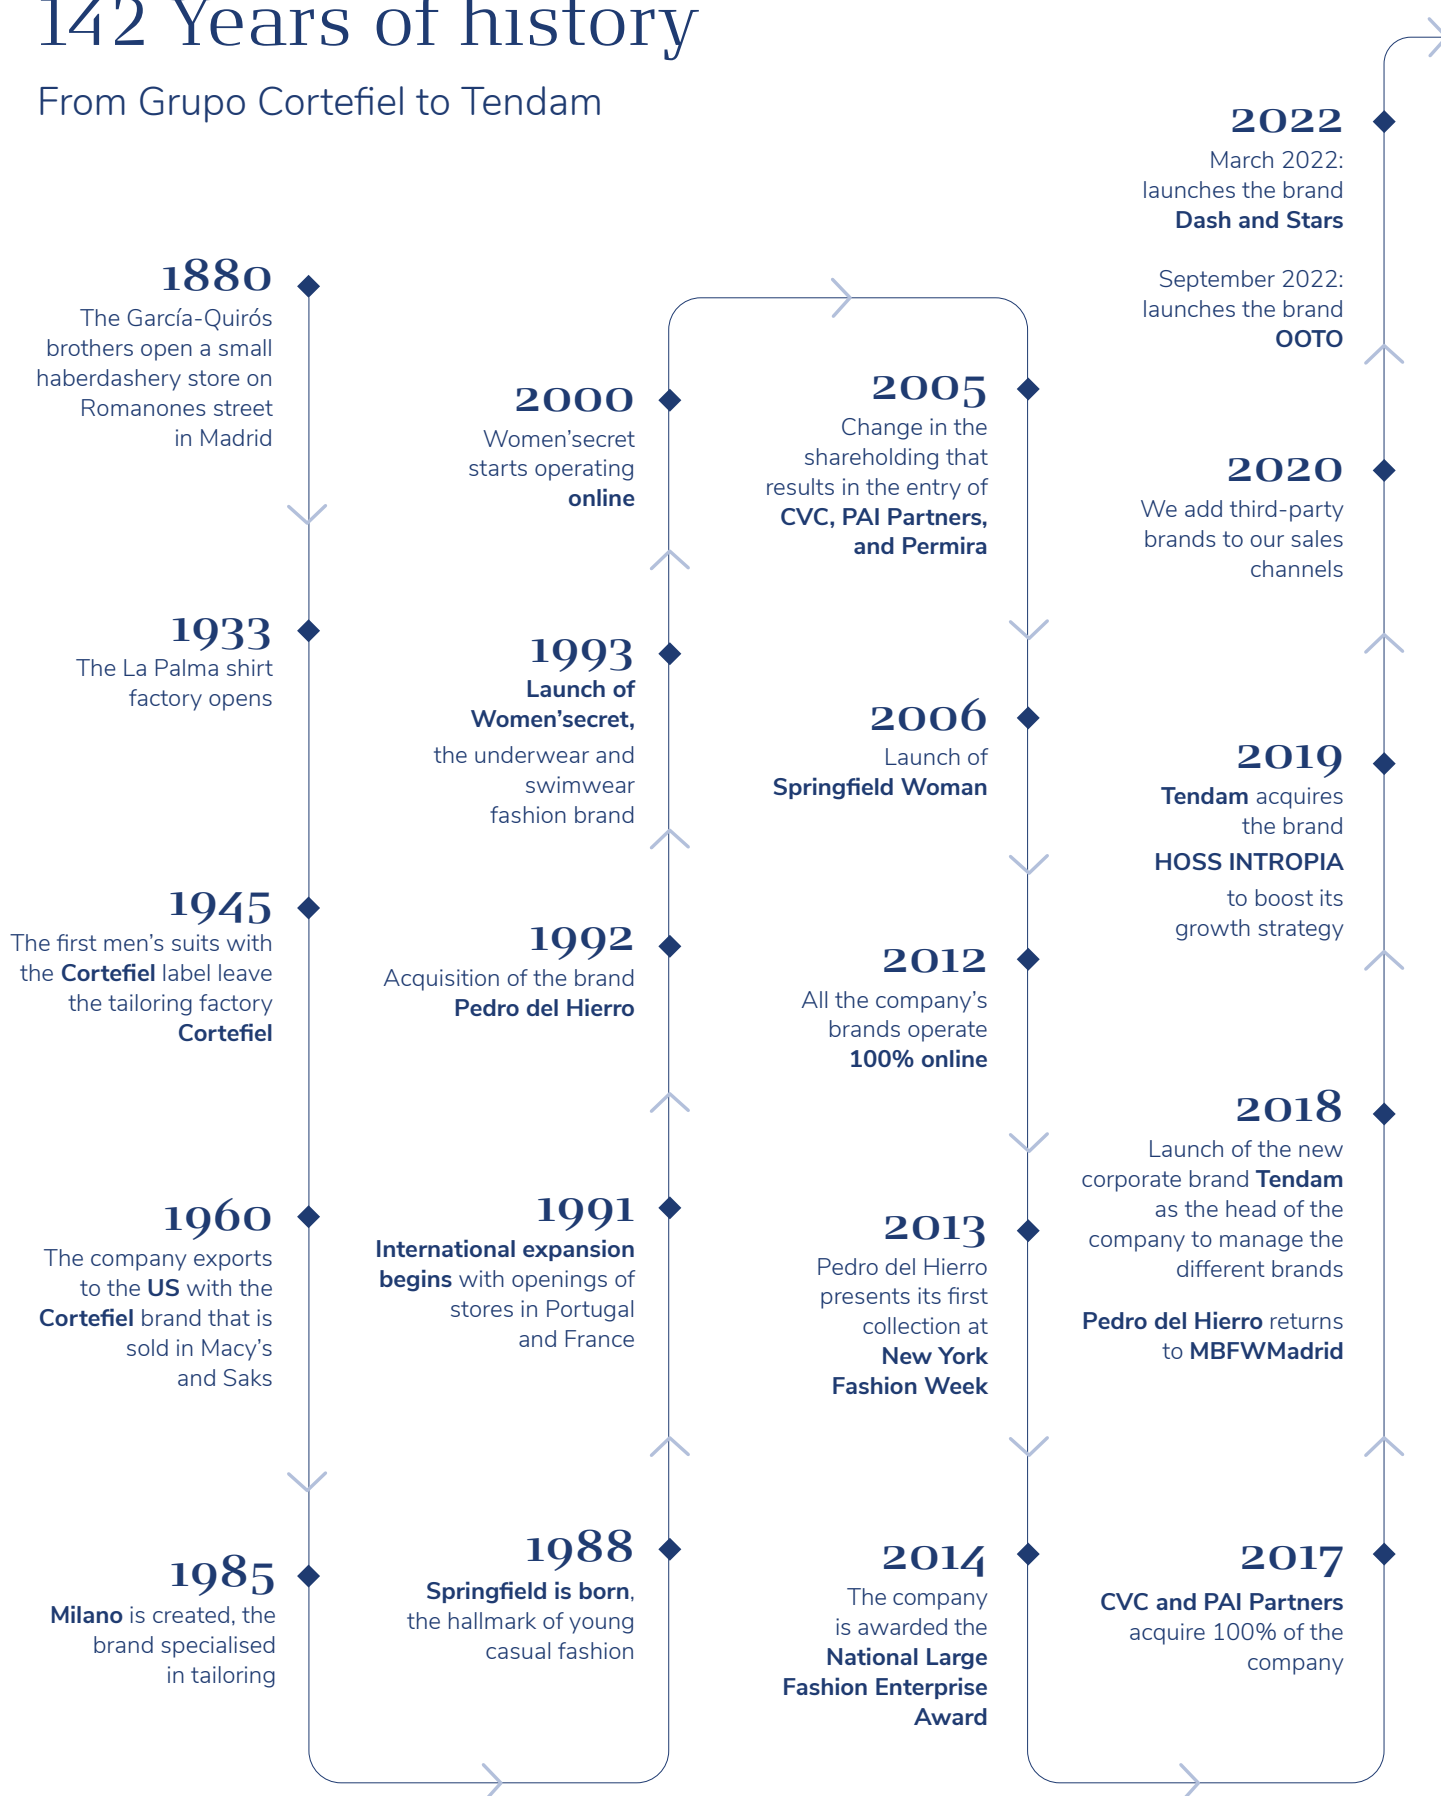 142 Years of history
From Grupo Cortefiel to Tendam
1880
The García-Quirós
brothers open a small
haberdashery store on
Romanones street
in Madrid
1933
The La Palma shirt
factory opens
1945
The first men’s suits with
the Cortefiel label leave
the tailoring factory
Cortefiel
1960
The company exports
to the US with the
Cortefiel brand that is
sold in Macy’s
and Saks
1985
Milano is created, the
brand specialised
in tailoring
1988
Springfield is born,
the hallmark of young
casual fashion
1991
International expansion
begins with openings of
stores in Portugal
and France
1992
Acquisition of the brand
Pedro del Hierro
1993
Launch of
Women’secret,
the underwear and
swimwear
fashion brand
2000
Women’secret
starts operating
online
2005
Change in the
shareholding that
results in the entry of
CVC, PAI Partners,
and Permira
2006
Launch of
Springfield Woman
2012
All the company’s
brands operate
100% online
2013
Pedro del Hierro
presents its first
collection at
New York
Fashion Week
2014
The company
is awarded the
National Large
Fashion Enterprise
Award
2017
CVC and PAI Partners
acquire 100% of the
company
2018
Launch of the new
corporate brand Tendam
as the head of the
company to manage the
different brands
Pedro del Hierro returns
to MBFWMadrid
2019
Tendam acquires
the brand
HOSS INTROPIA
to boost its
growth strategy
2020
We add third-party
brands to our sales
channels
2022
March 2022:
launches the brand
Dash and Stars
September 2022:
launches the brand
OOTO